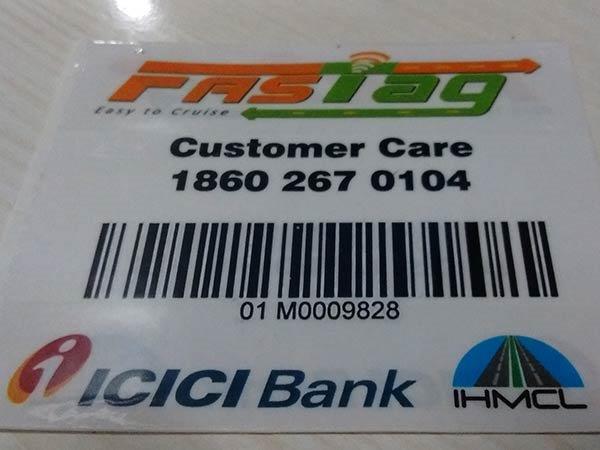 FASTag
Easy to Cruise
Customer Care
1860 267 0104
01 M0009828
i ICICI Bank
IHMCL